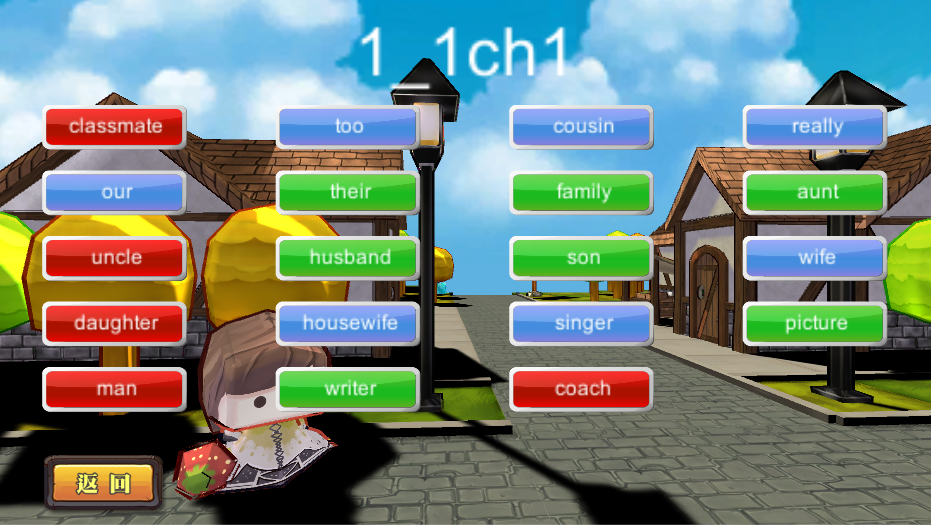 1_1ch1
classmate too cousin really
our their family aunt
uncle husband son wife
daughter housewife singer picture
man writer coach
返回